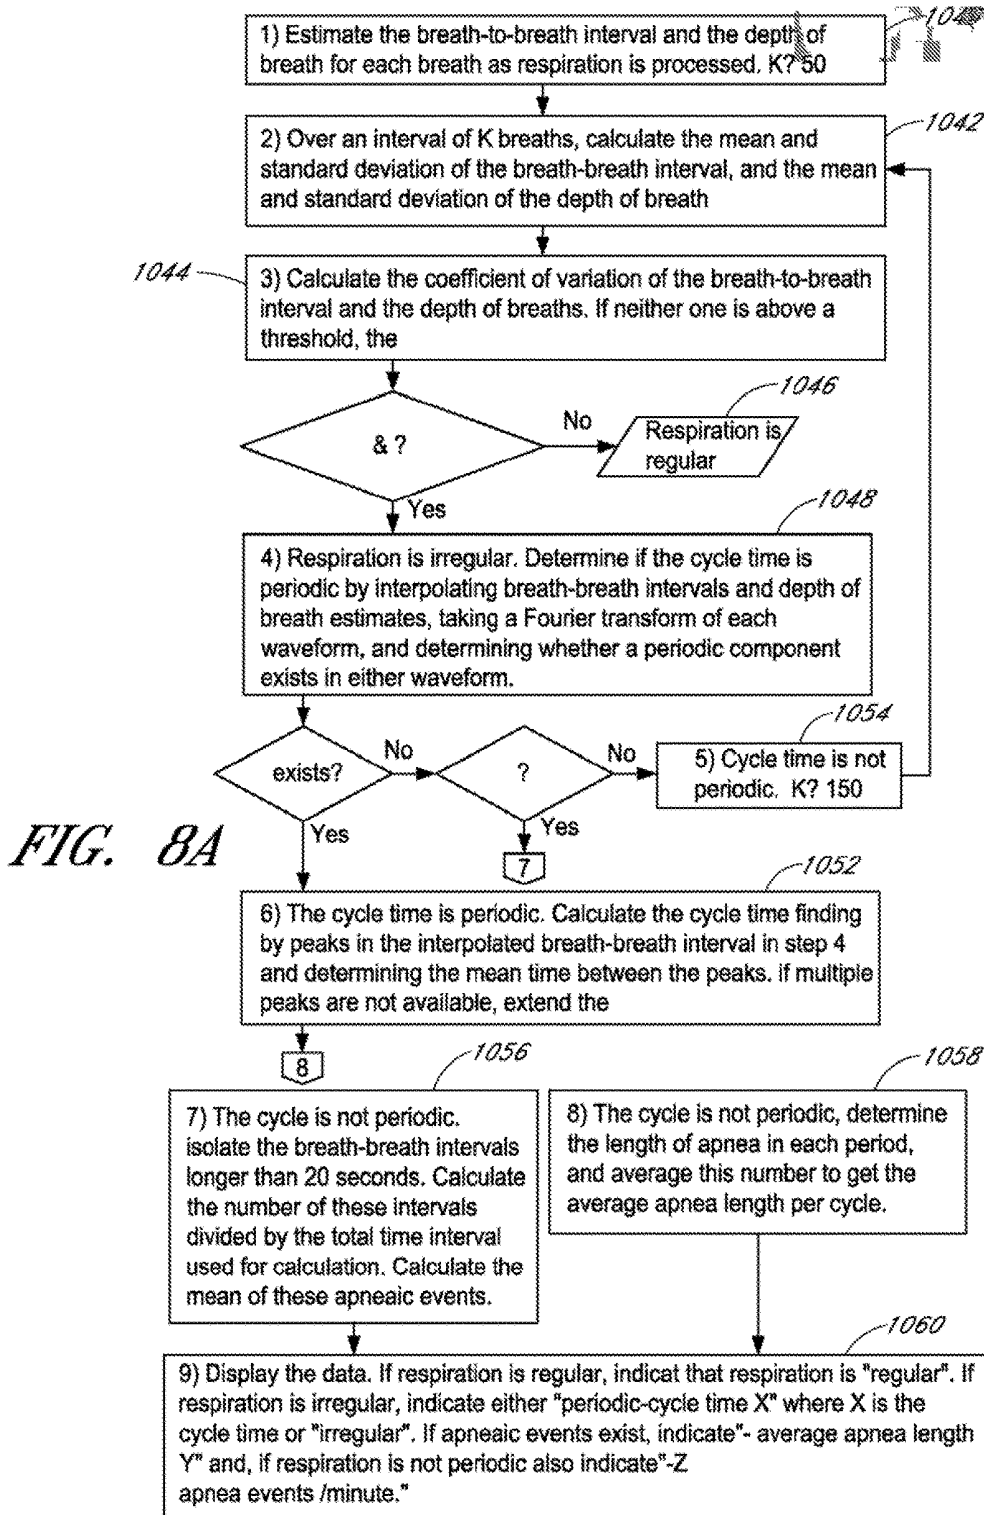 1) Estimate the breath-to-breath interval and the depth of
breath for each breath as respiration is processed. K? 50
1042
2) Over an interval of K breaths, calculate the mean and
standard deviation of the breath-breath interval, and the mean
and standard deviation of the depth of breath
1044
3) Calculate the coefficient of variation of the breath-to-breath
interval and the depth of breaths. If neither one is above a
threshold, the
1046
& ?
No
Respiration is
regular
Yes
1048
4) Respiration is irregular. Determine if the cycle time is
periodic by interpolating breath-breath intervals and depth of
breath estimates, taking a Fourier transform of each
waveform, and determining whether a periodic component
exists in either waveform.
1054
exists?
No
?
No
5) Cycle time is not
periodic. K? 150
Yes
Yes
FIG. 8A
7
1052
6) The cycle time is periodic. Calculate the cycle time finding
by peaks in the interpolated breath-breath interval in step 4
and determining the mean time between the peaks. if multiple
peaks are not available, extend the
8
1056
1058
7) The cycle is not periodic.
isolate the breath-breath intervals
longer than 20 seconds. Calculate
the number of these intervals
divided by the total time interval
used for calculation. Calculate the
mean of these apneaic events.
8) The cycle is not periodic, determine
the length of apnea in each period,
and average this number to get the
average apnea length per cycle.
1060
9) Display the data. If respiration is regular, indicat that respiration is "regular". If
respiration is irregular, indicate either "periodic-cycle time X" where X is the
cycle time or "irregular". If apneaic events exist, indicate"- average apnea length
Y" and, if respiration is not periodic also indicate"-Z
apnea events /minute."